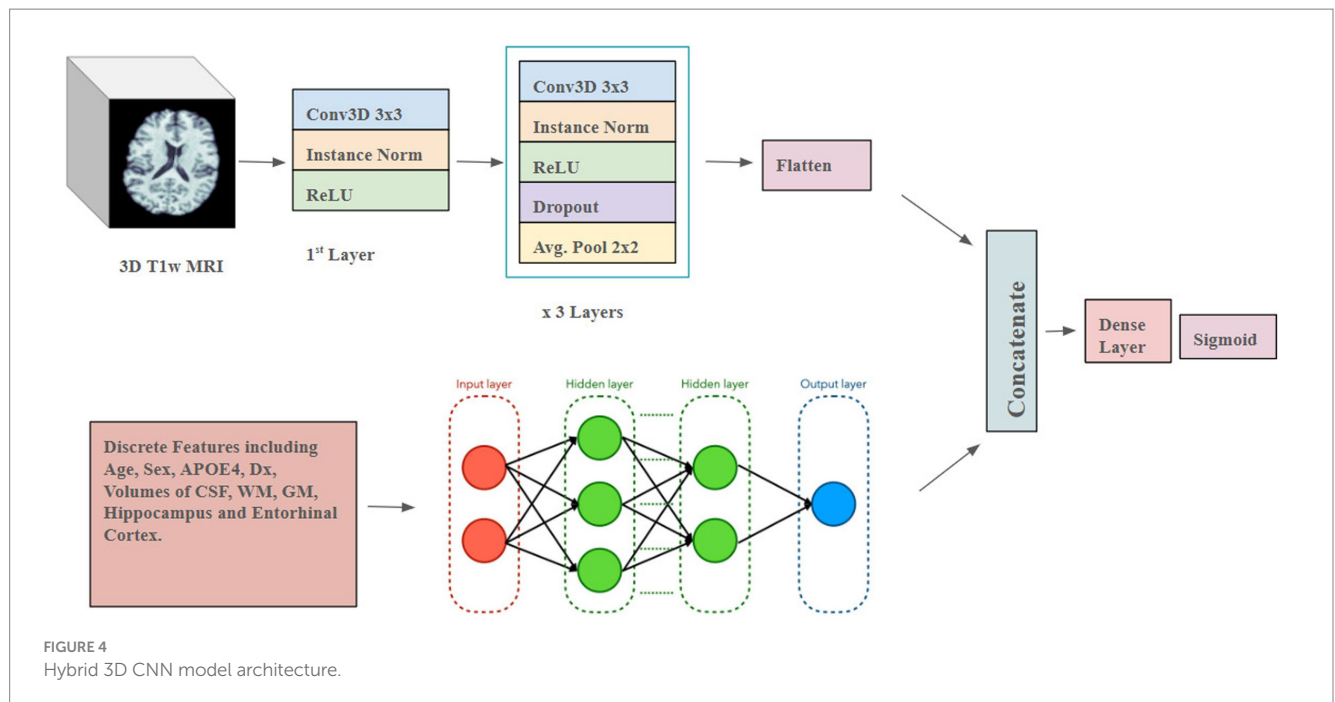 Conv3D 3x3
Instance Norm
ReLU
1st Layer
3D T1w MRI
Conv3D 3x3
Instance Norm
ReLU
Dropout
Avg. Pool 2x2
x 3 Layers
Flatten
Concatenate
Dense
Layer
Sigmoid
Discrete Features including
Age, Sex, APOE4, Dx,
Volumes of CSF, WM, GM,
Hippocampus and Entorhinal
Cortex.
Input layer
Hidden layer
Hidden layer
Output layer
FIGURE 4
Hybrid 3D CNN model architecture.